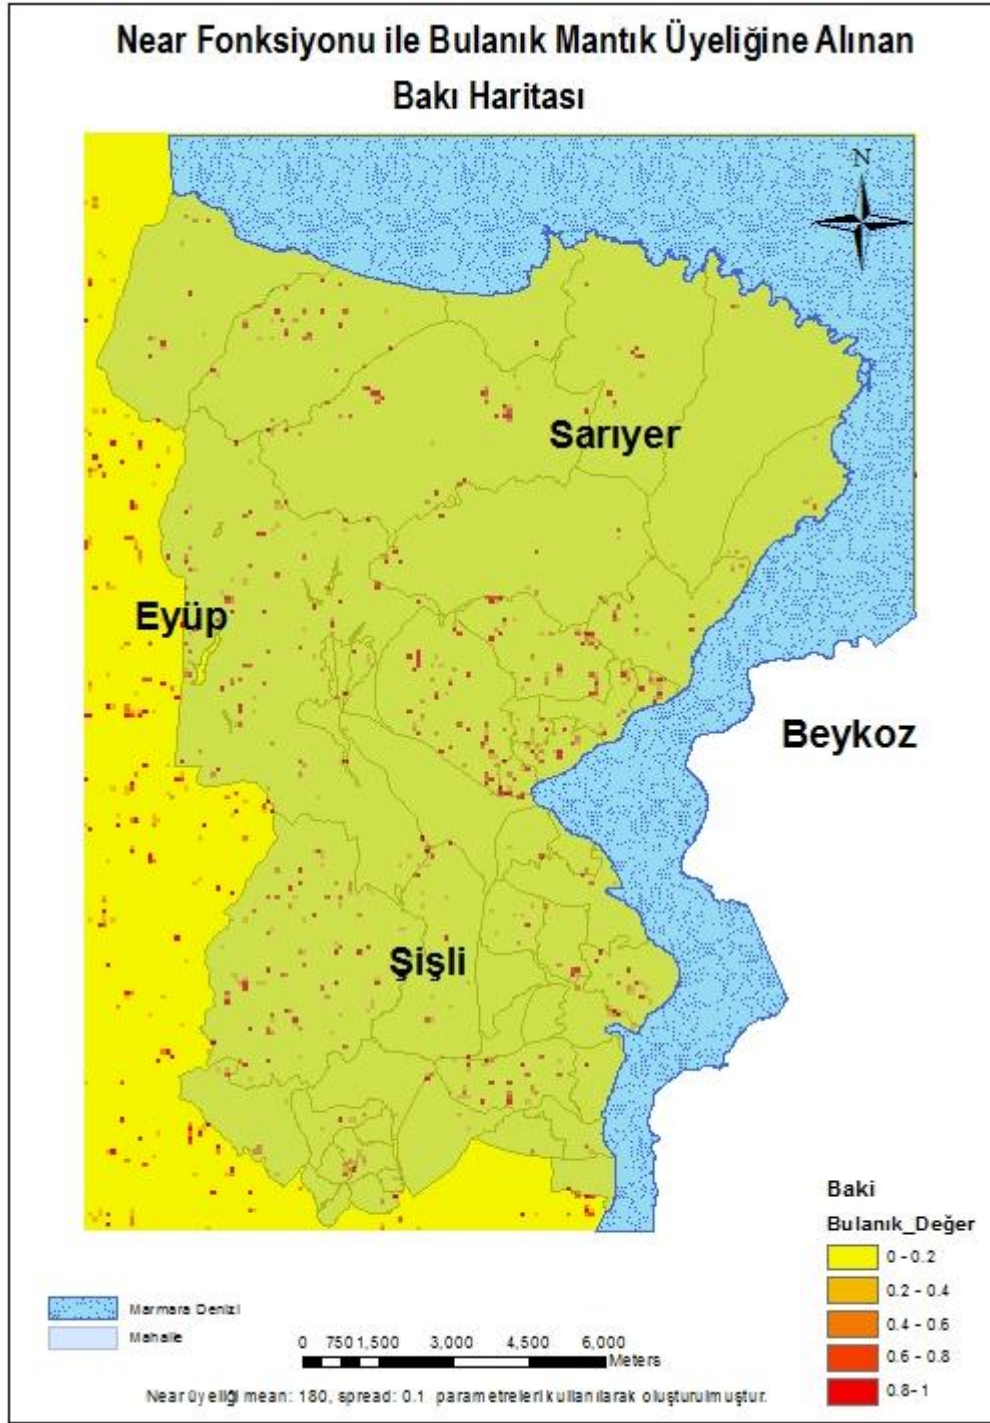 Near Fonksiyonu ile Bulanık Mantık Üyeliğine Alınan
Bakı Haritası
N
Sarıyer
Eyüp
Beykoz
Şişli
Baki
Bulanık_Değer
0 - 0.2
0.2 - 0.4
0.4 - 0.6
0.6 - 0.8
0.8- 1
Marmara Denizi
Mahalle
0 750 1,500 3,000 4,500 6,000
Meters
Near üyeliği mean: 180, spread: 0.1 parametreleri kullanılarak oluşturulmuştur.